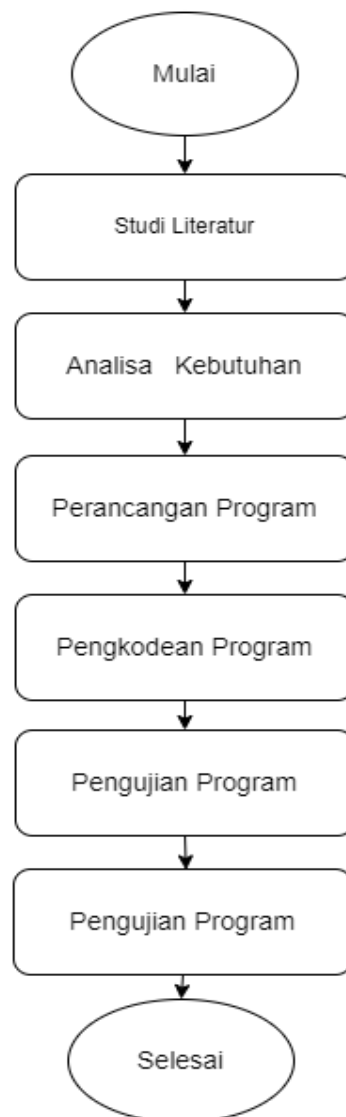 Mulai
Studi Literatur
Analisa Kebutuhan
Perancangan Program
Pengkodean Program
Pengujian Program
Pengujian Program
Selesai